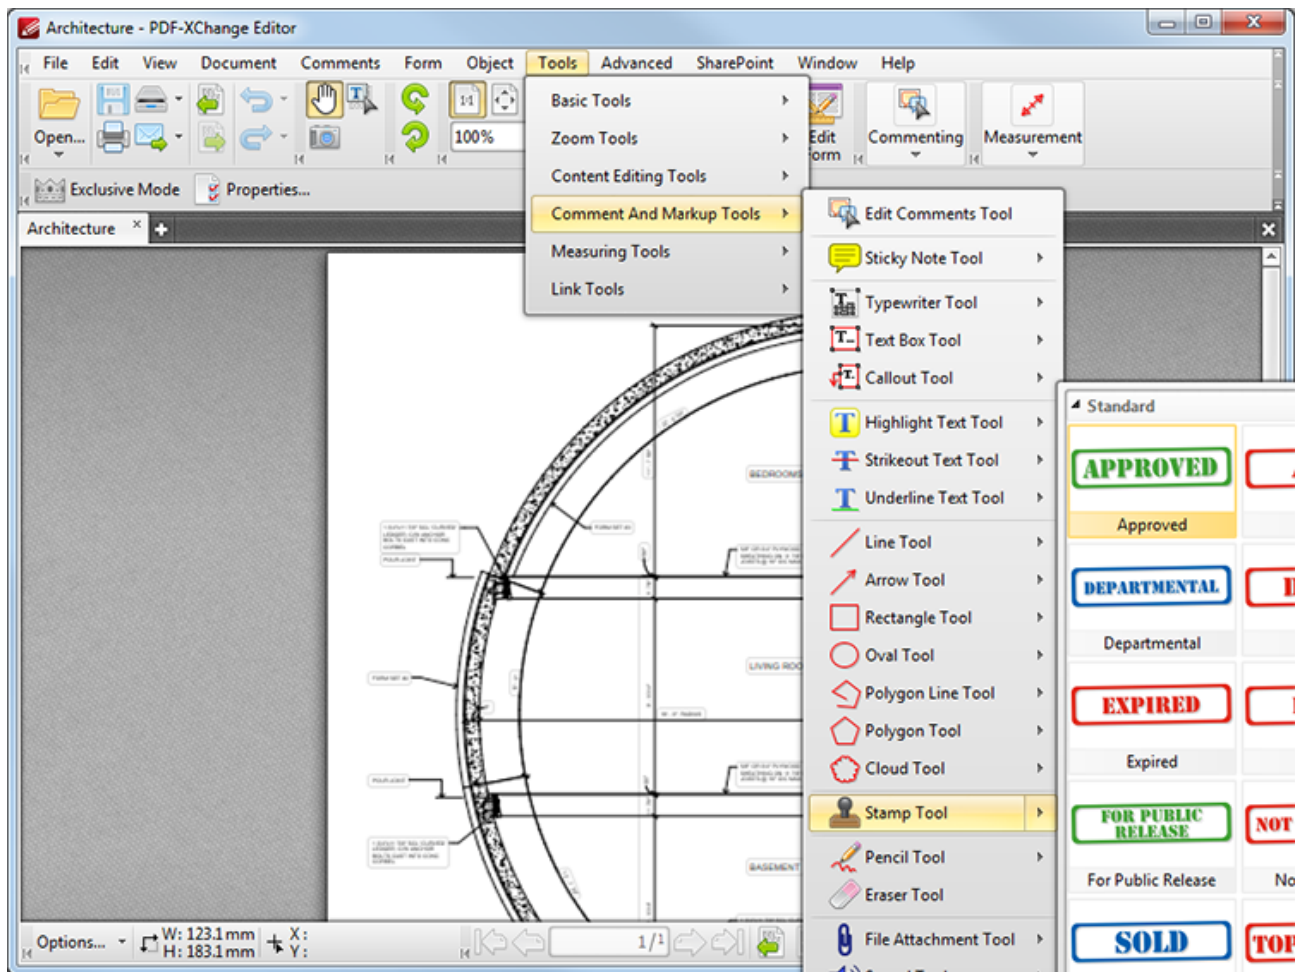 Architecture - PDF-XChange Editor
File Edit View Document Comments Form Object Tools Advanced SharePoint Window Help
Open...
1:1
100%
Edit
Commenting
Measurement
Exclusive Mode
Properties...
Architecture
Basic Tools
Zoom Tools
Content Editing Tools
Comment And Markup Tools
Measuring Tools
Link Tools
Edit Comments Tool
Sticky Note Tool
Typewriter Tool
Text Box Tool
Callout Tool
Highlight Text Tool
Strikeout Text Tool
Underline Text Tool
Line Tool
Arrow Tool
Rectangle Tool
Oval Tool
Polygon Line Tool
Polygon Tool
Cloud Tool
Stamp Tool
Pencil Tool
Eraser Tool
File Attachment Tool
Standard
APPROVED
Approved
DEPARTMENTAL
Departmental
EXPIRED
Expired
FOR PUBLIC
RELEASE
NOT
For Public Release
SOLD
TOP
BEDROOMS
LIVING
BASEMENT
Options...
W: 123.1 mm
H: 183.1 mm
X:
Y:
1/1